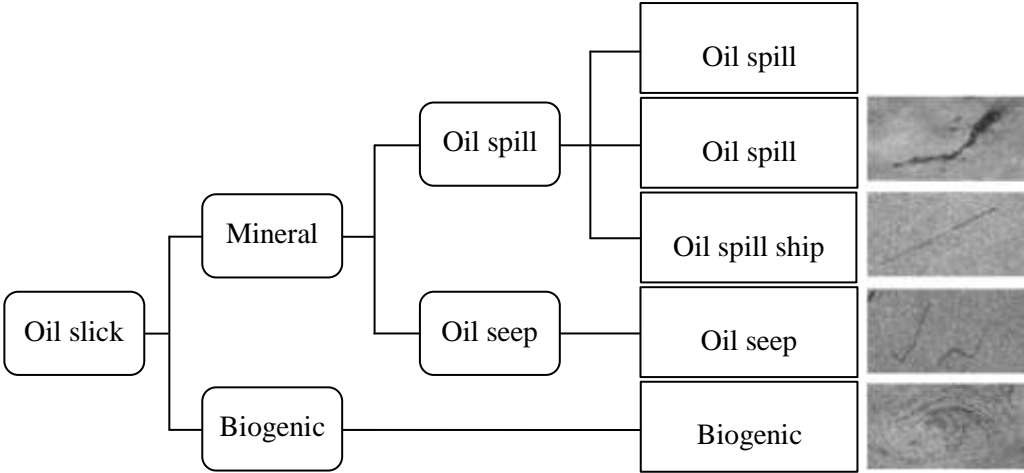 Oil spill
Oil spill
Oil spill
Mineral
Oil spill ship
Oil slick
Oil seep
Oil seep
Biogenic
Biogenic